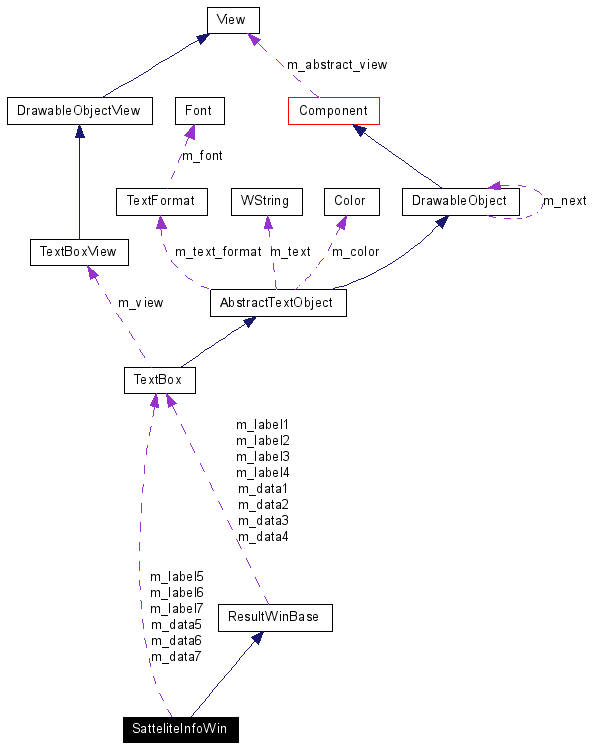 View
m_abstract_view
DrawableObjectView
Font
Component
m_font
TextFormat
WString
Color
DrawableObject
m_next
TextBoxView
m_text_format
m_text
m_color
m_view
AbstractTextObject
TextBox
m_label1
m_label2
m_label3
m_label4
m_data1
m_data2
m_data3
m_data4
m_label5
m_label6
m_label7
m_data5
m_data6
m_data7
ResultWinBase
SatteliteInfoWin